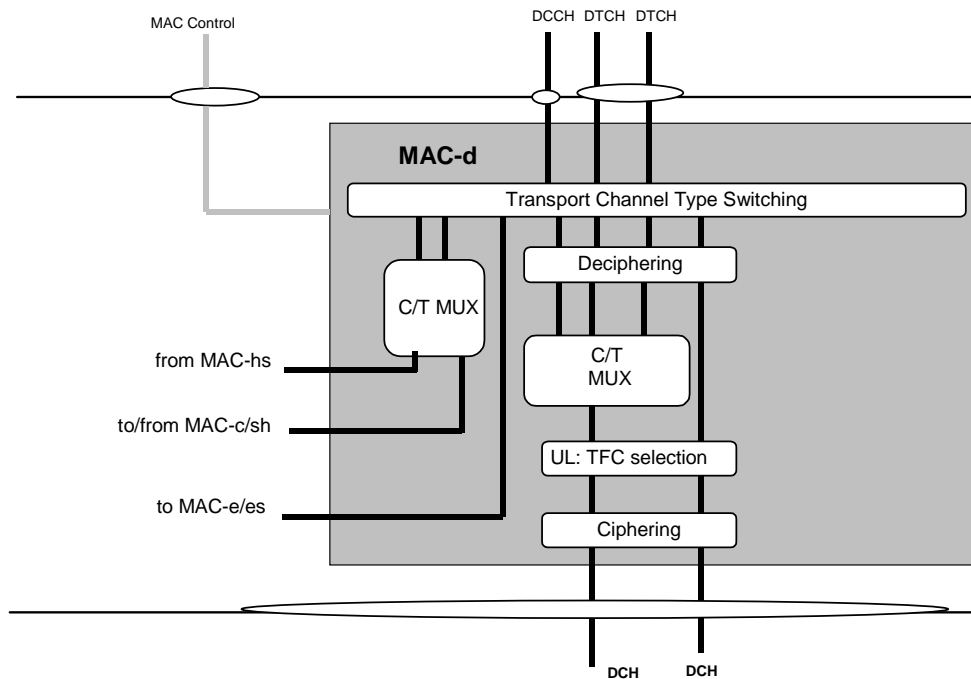 MAC Control
DCCH DTCH DTCH
MAC-d
Transport Channel Type Switching
Deciphering
C/T MUX
C/T
MUX
from MAC-hs
to/from MAC-c/sh
UL: TFC selection
to MAC-e/es
Ciphering
DCH DCH